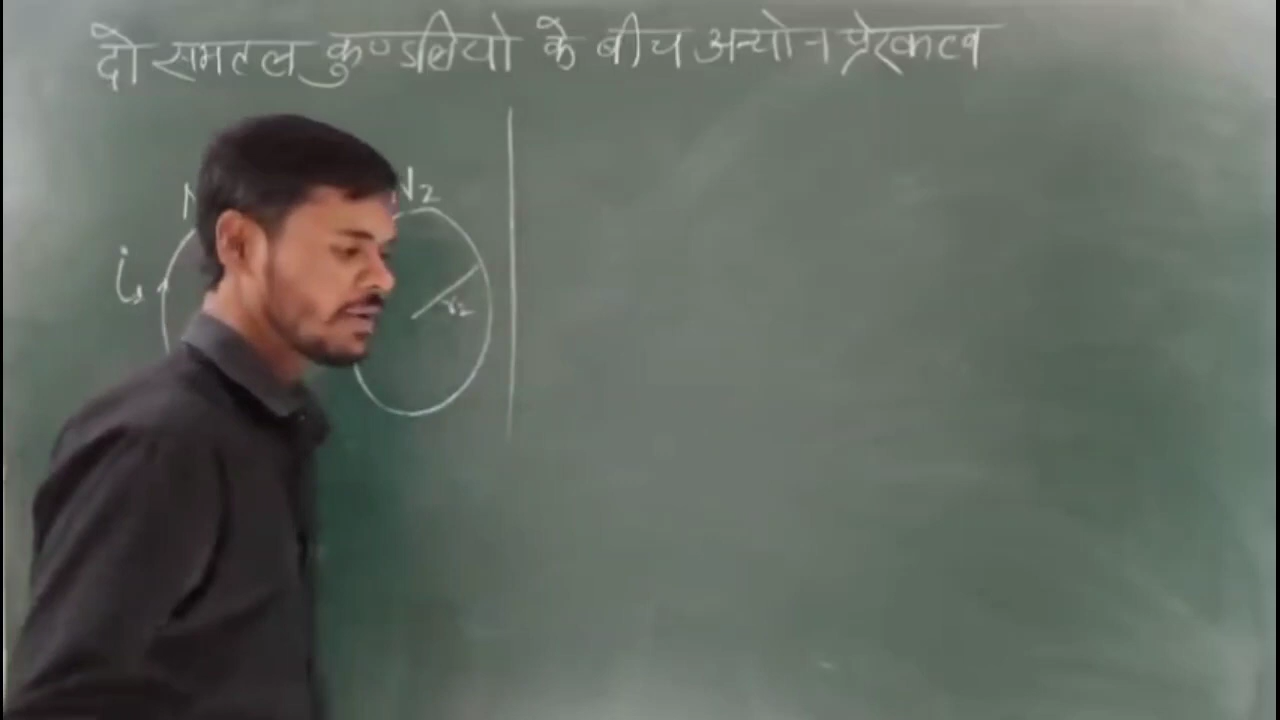 दो समतल कुण्डलियो के बीच अन्योन प्रेरकत्व
N₂
i₁
r₂